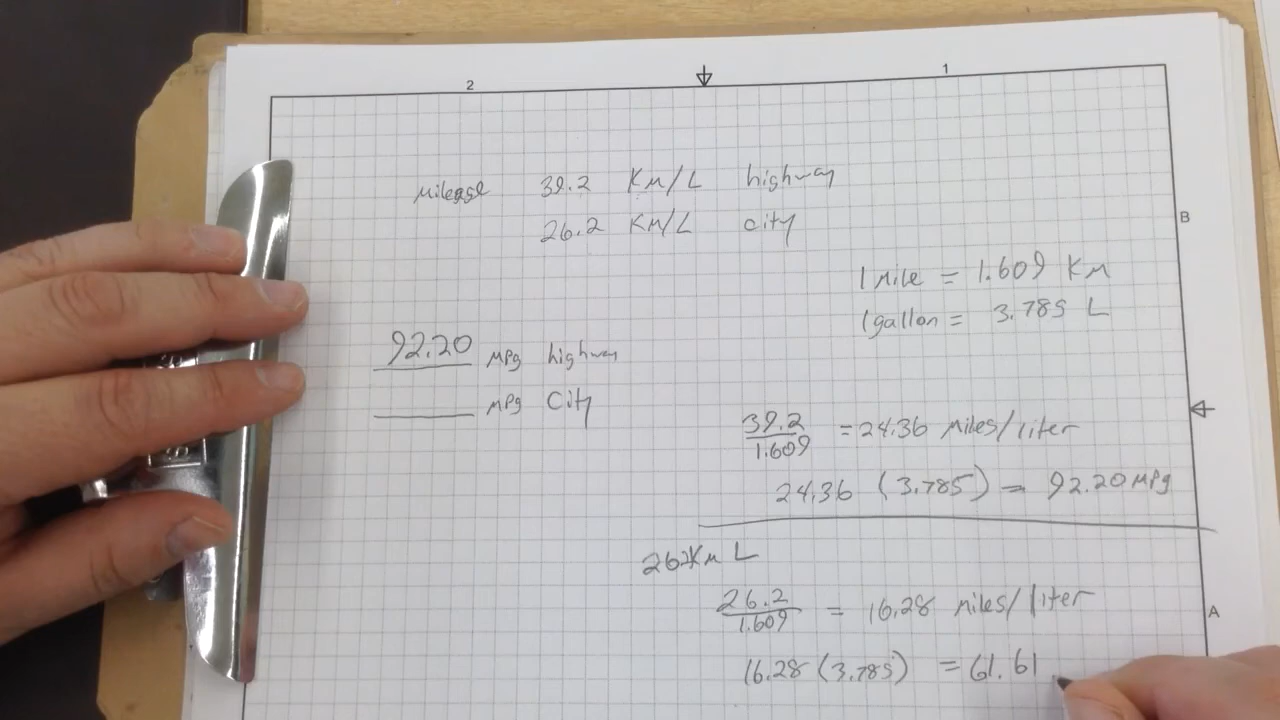 2 1
Mileage 39.2 KM/L highway
26.2 KM/L city
B
1 mile = 1.609 KM
1 gallon = 3.785 L
92.20 MPg highway
___ MPg City
39.2/1.609 = 24.36 Miles/liter
24.36 (3.785) = 92.20 MPg
26.2 KM L
26.2/1.609 = 16.28 miles/liter
A
16.28 (3.785) = 61.61